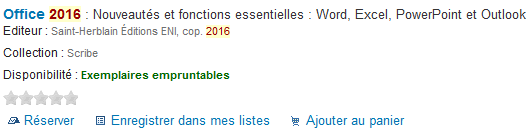 Office 2016 : Nouveautés et fonctions essentielles : Word, Excel, PowerPoint et Outlook
Editeur : Saint-Herblain Éditions ENI, cop. 2016
Collection : Scribe
Disponibilité : Exemplaires empruntables
Réserver Enregistrer dans mes listes Ajouter au panier